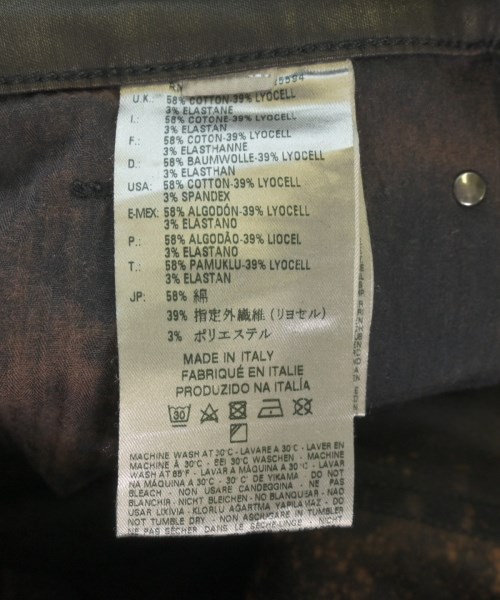 R.N 15594
U.K.: 58% COTTON-39% LYOCELL
3% ELASTANE
I.: 58% COTONE-39% LYOCELL
3% ELASTAN
F.: 58% COTON-39% LYOCELL
3% ELASTHANNE
D.: 58% BAUMWOLLE-39% LYOCELL
3% ELASTHAN
USA: 58% COTTON-39% LYOCELL
3% SPANDEX
E-MEX: 58% ALGODÓN-39% LYOCELL
3% ELASTANO
P.: 58% ALGODÃO-39% LIOCEL
3% ELASTANO
T.: 58% PAMUKLU-39% LYOCELL
3% ELASTAN
JP: 58% 綿
39% 指定外繊維 (リヨセル)
3% ポリエステル
MADE IN ITALY
FABRIQUÉ EN ITALIE
PRODUZIDO NA ITALÍA
30
MACHINE WASH AT 30°C - LAVARE A 30°C - LAVER EN
MACHINE À 30°C - BEI 30°C WASCHEN - MACHINE
WASH AT 86°F - LAVAR A MÁQUINA A 30°C - LAVAR
NA MÁQUINA A 30°C - 30°C' DE YIKAMA DO NOT
BLEACH - NON USARE CANDEGGINA - NE PAS
BLANCHIR - NICHT BLEICHEN - NO BLANQUEAR - NÃO
USAR LIXÍVIA - KLORLU AGARTMA YAPILAMAZ - DO
NOT TUMBLE DRY - NON ASCIUGARE IN TUMBLER
NE PAS SÉCHER DANS LE SÈCHE-LINGE - NICHT